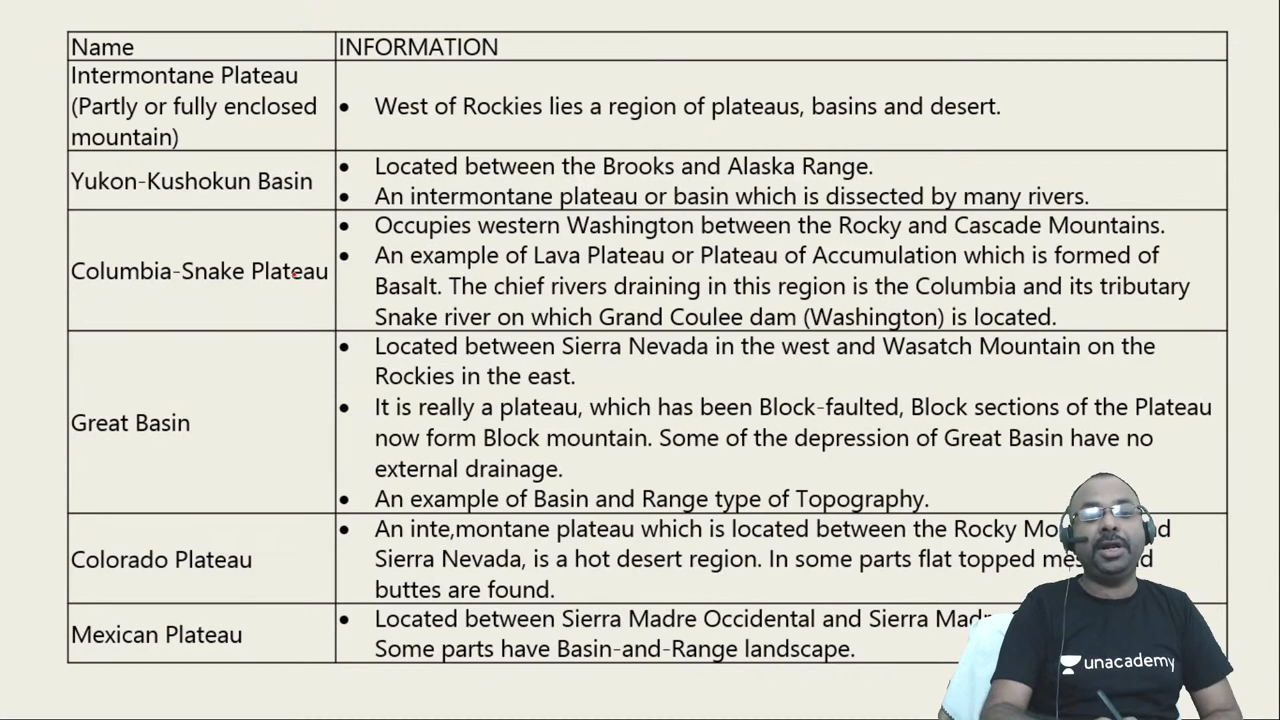 Name
INFORMATION
Intermontane Plateau
(Partly or fully enclosed
mountain)
• West of Rockies lies a region of plateaus, basins and desert.
Yukon-Kushokun Basin
• Located between the Brooks and Alaska Range.
• An intermontane plateau or basin which is dissected by many rivers.
Columbia-Snake Plateau
• Occupies western Washington between the Rocky and Cascade Mountains.
• An example of Lava Plateau or Plateau of Accumulation which is formed of
Basalt. The chief rivers draining in this region is the Columbia and its tributary
Snake river on which Grand Coulee dam (Washington) is located.
Great Basin
• Located between Sierra Nevada in the west and Wasatch Mountain on the
Rockies in the east.
• It is really a plateau, which has been Block-faulted, Block sections of the Plateau
now form Block mountain. Some of the depression of Great Basin have no
external drainage.
• An example of Basin and Range type of Topography.
Colorado Plateau
• An inte,montane plateau which is located between the Rocky
Sierra Nevada, is a hot desert region. In some parts flat topped
buttes are found.
Mexican Plateau
• Located between Sierra Madre Occidental and Sierra
Some parts have Basin-and-Range landscape.
unacademy